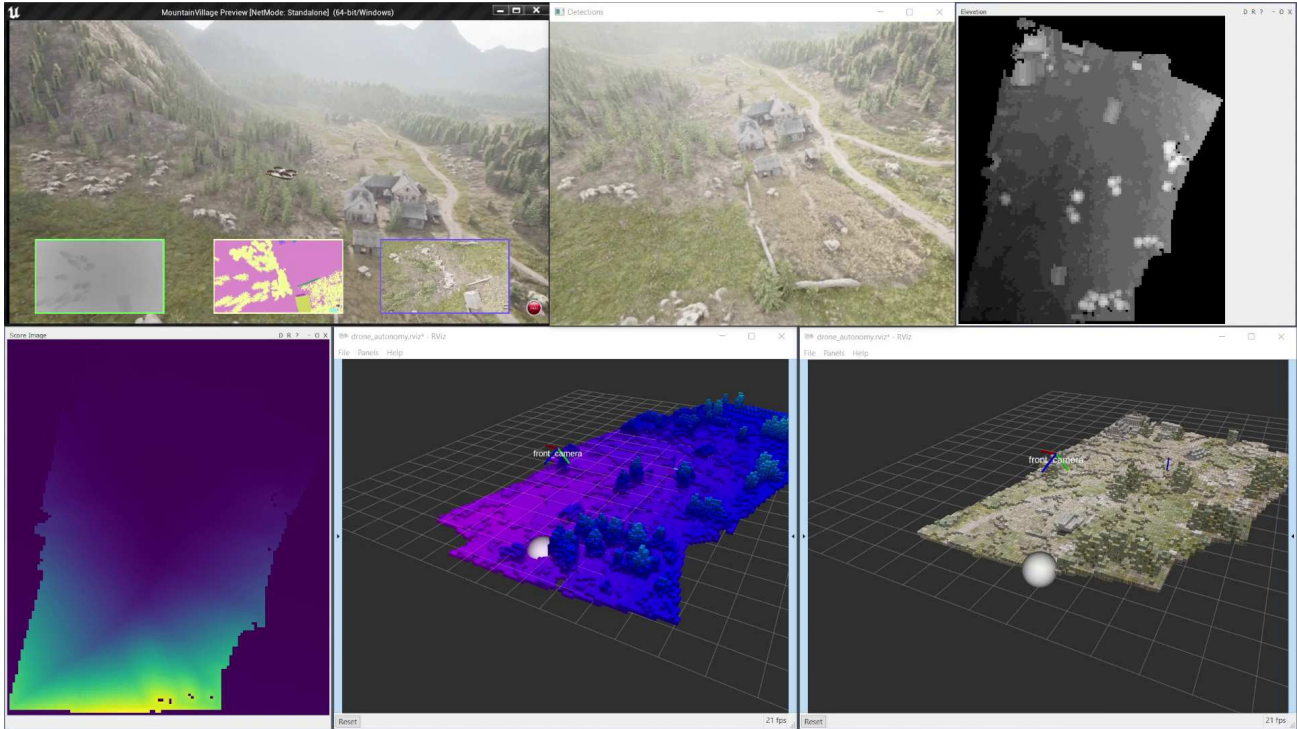 MountainVillage Preview [NetMode: Standalone] (64-bit/Windows)
Detections
Elevation
D R ? - O X
Score Image
D R ? - O X
drone_autonomy.rviz* - RViz
File Panels Help
front_camera
Reset
21 fps
drone_autonomy.rviz* - RViz
File Panels Help
front_camera
Reset
21 fps